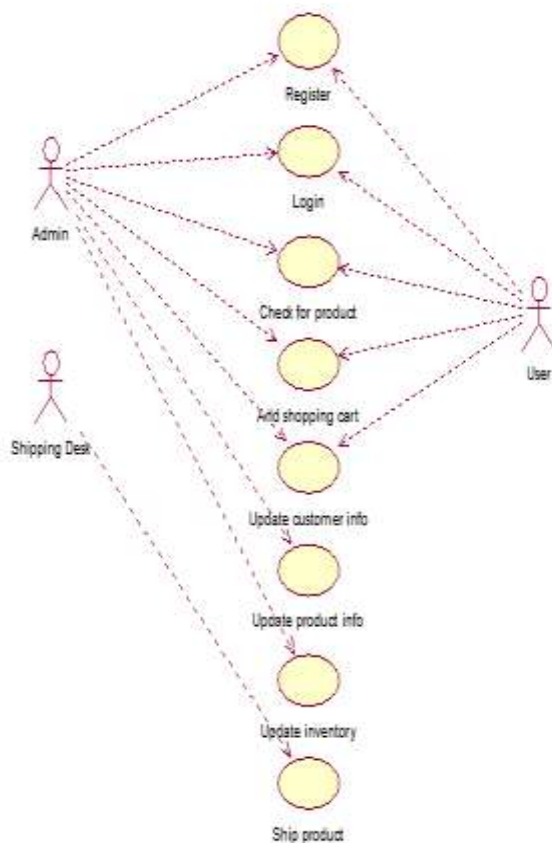 Register
Login
Admin
Check for product
User
Add shopping cart
Shipping Desk
Update customer info
Update product info
Update inventory
Ship product